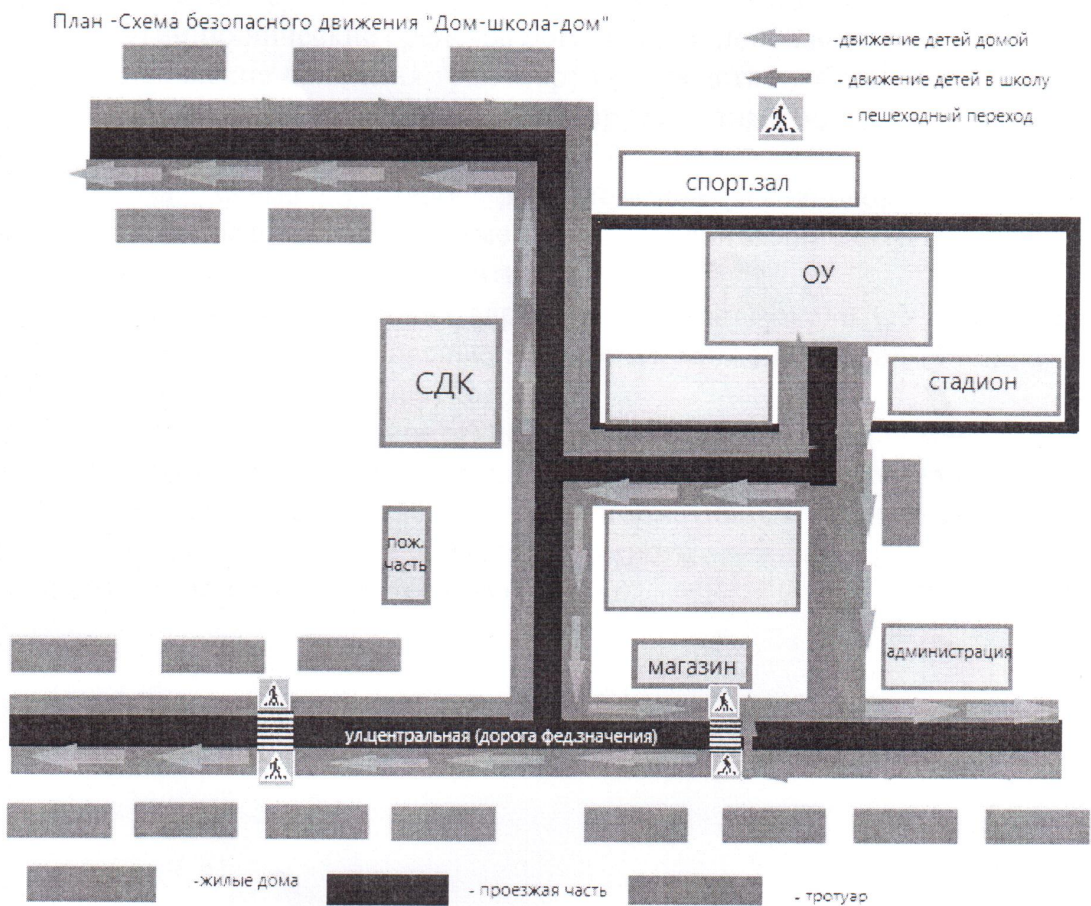 План -Схема безопасного движения "Дом-школа-дом"
-движение детей домой
- движение детей в школу
- пешеходный переход
спорт.зал
ОУ
СДК
стадион
пож.
часть
магазин
администрация
ул.центральная (дорога фед.значения)
-жилые дома
- проезжая часть
- тротуар